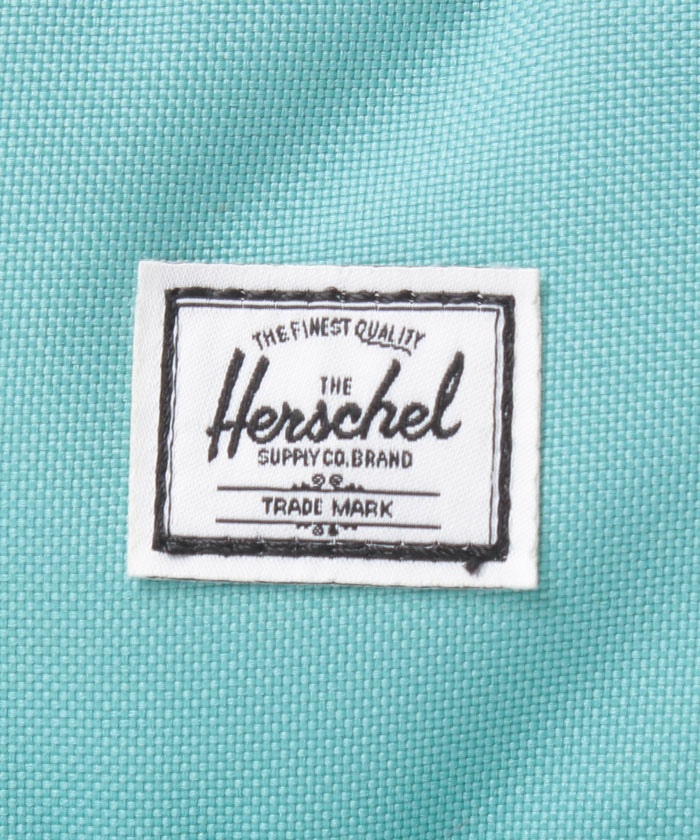 THE FINEST QUALITY
THE
Herschel
SUPPLY CO. BRAND
TRADE MARK